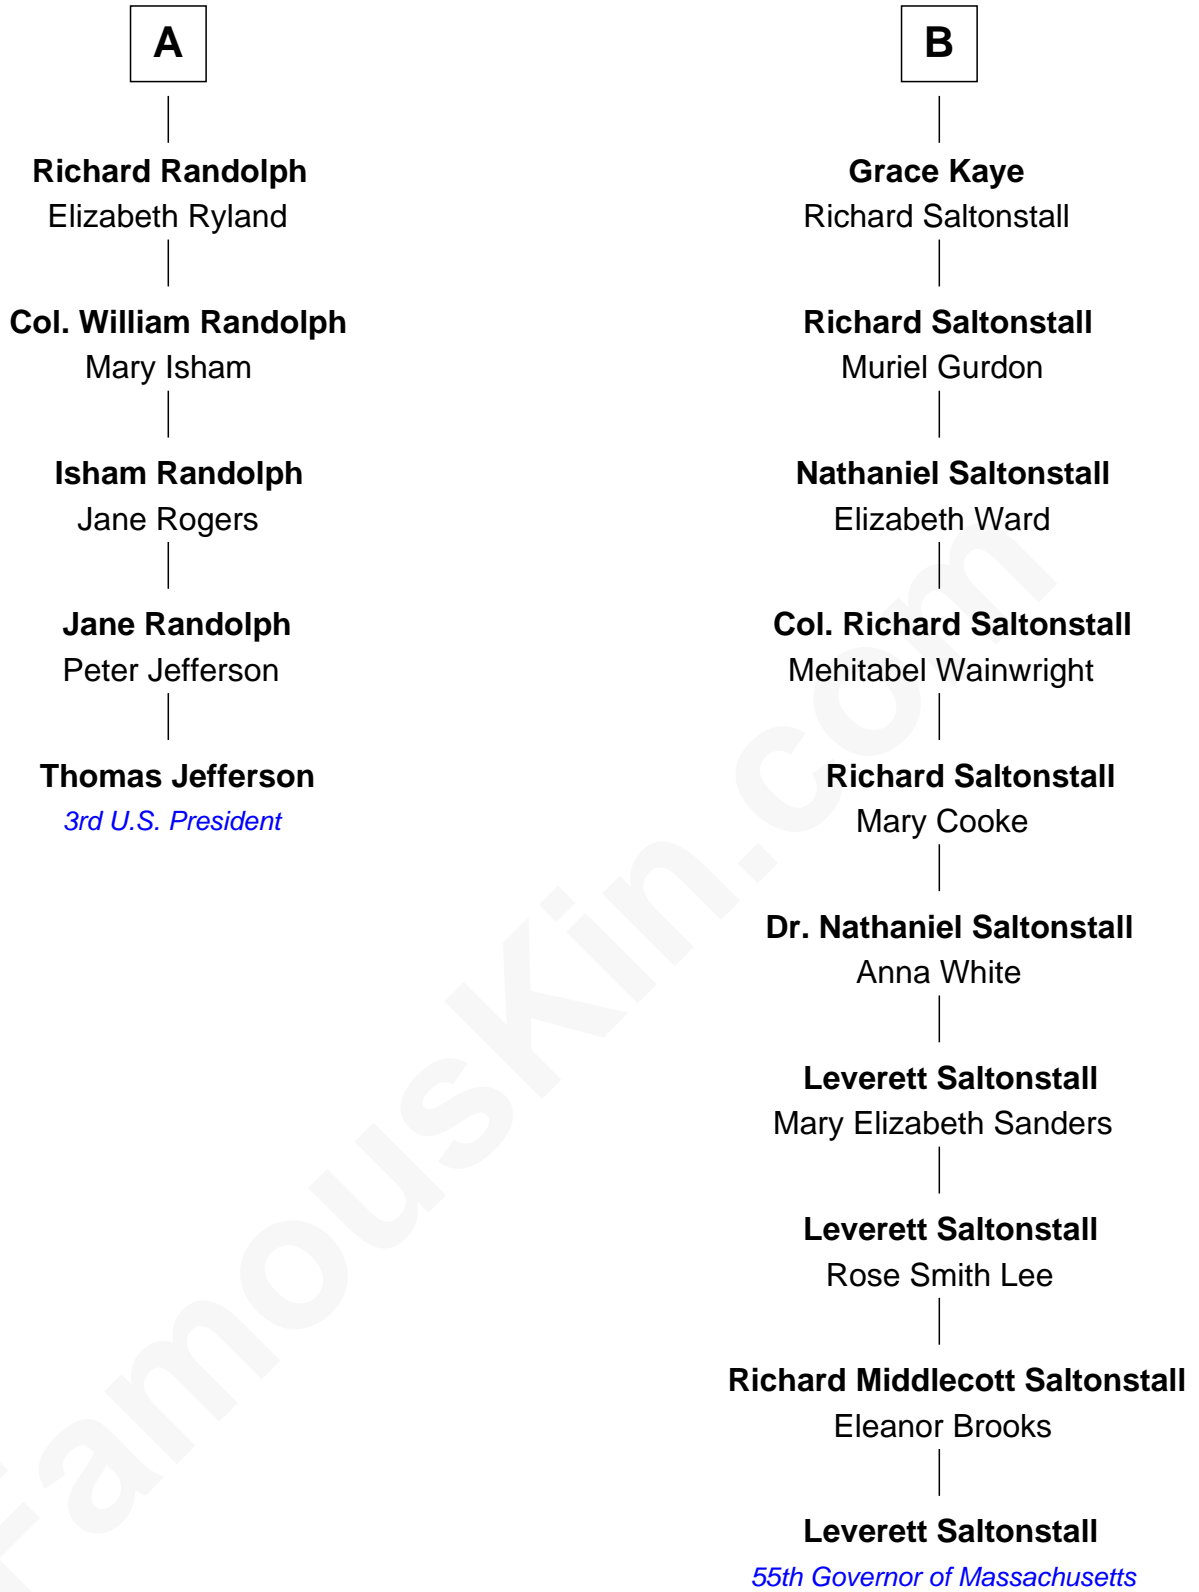 A
Richard Randolph
Elizabeth Ryland
Col. William Randolph
Mary Isham
Isham Randolph
Jane Rogers
Jane Randolph
Peter Jefferson
Thomas Jefferson
3rd U.S. President
B
Grace Kaye
Richard Saltonstall
Richard Saltonstall
Muriel Gurdon
Nathaniel Saltonstall
Elizabeth Ward
Col. Richard Saltonstall
Mehitabel Wainwright
Richard Saltonstall
Mary Cooke
Dr. Nathaniel Saltonstall
Anna White
Leverett Saltonstall
Mary Elizabeth Sanders
Leverett Saltonstall
Rose Smith Lee
Richard Middlecott Saltonstall
Eleanor Brooks
Leverett Saltonstall
55th Governor of Massachusetts
FamousKin.com